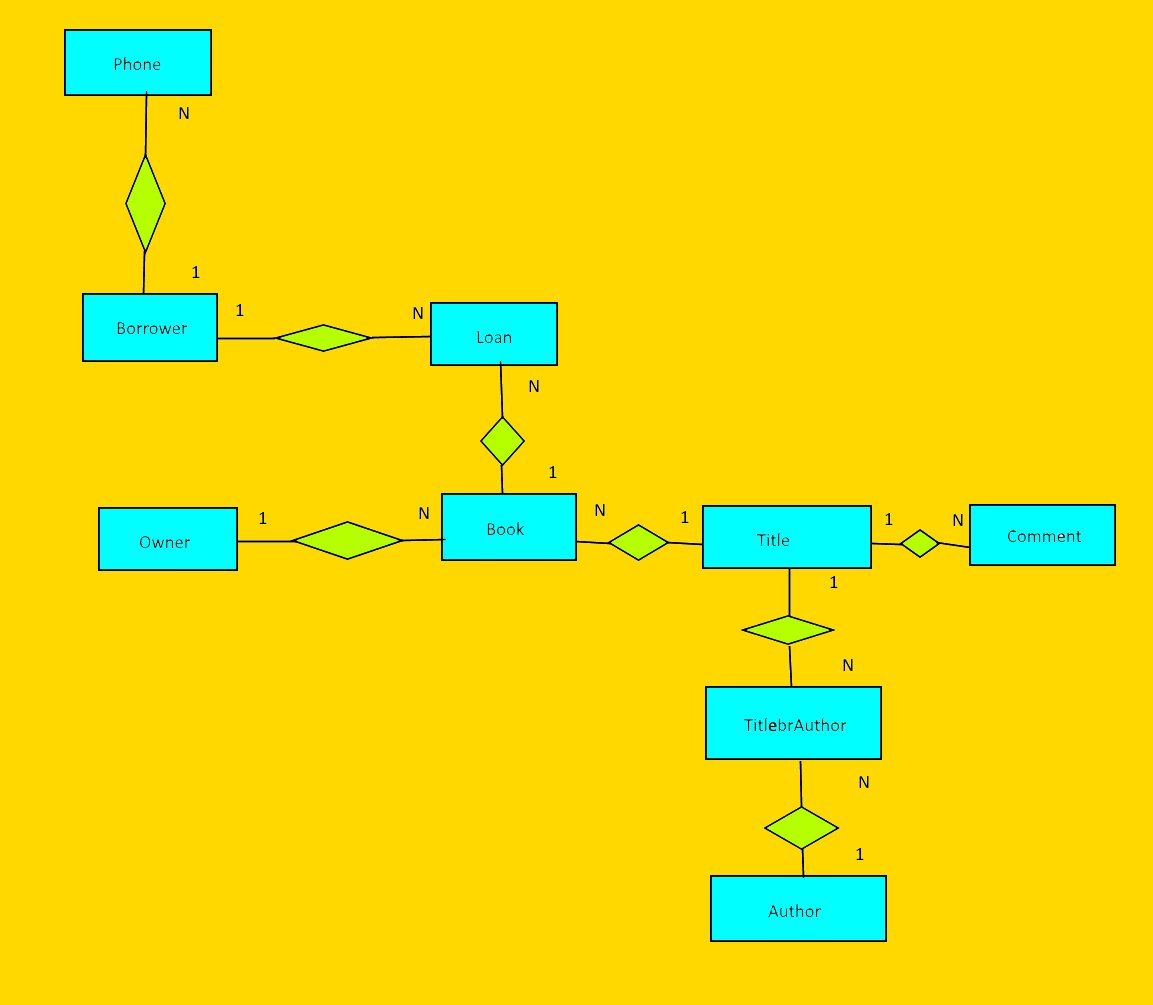 Phone
N
1
Borrower
1
N
Loan
N
1
Owner
1
N
Book
N
1
Title
1
N
Comment
1
N
TitlebrAuthor
N
1
Author